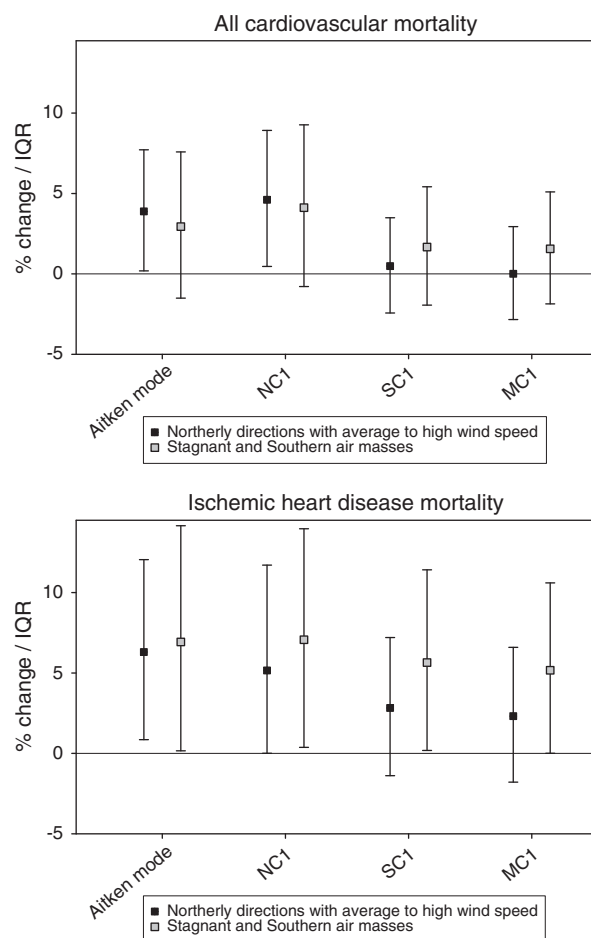 All cardiovascular mortality
% change / IQR
10
5
0
-5
Aitken mode
NC1
SC1
MC1
Northerly directions with average to high wind speed
Stagnant and Southern air masses
Ischemic heart disease mortality
% change / IQR
10
5
0
-5
Aitken mode
NC1
SC1
MC1
Northerly directions with average to high wind speed
Stagnant and Southern air masses